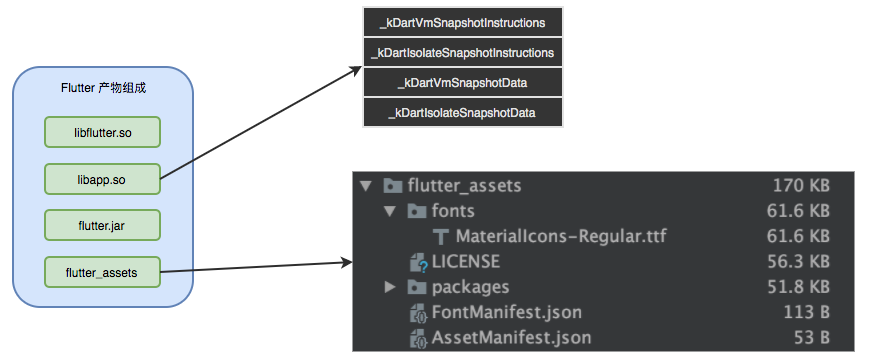 Flutter 产物组成
libflutter.so
libapp.so
flutter.jar
flutter_assets
_kDartVmSnapshotInstructions
_kDartIsolateSnapshotInstructions
_kDartVmSnapshotData
_kDartIsolateSnapshotData
flutter_assets 170 KB
fonts 61.6 KB
MaterialIcons-Regular.ttf 61.6 KB
LICENSE 56.3 KB
packages 51.8 KB
FontManifest.json 113 B
AssetManifest.json 53 B